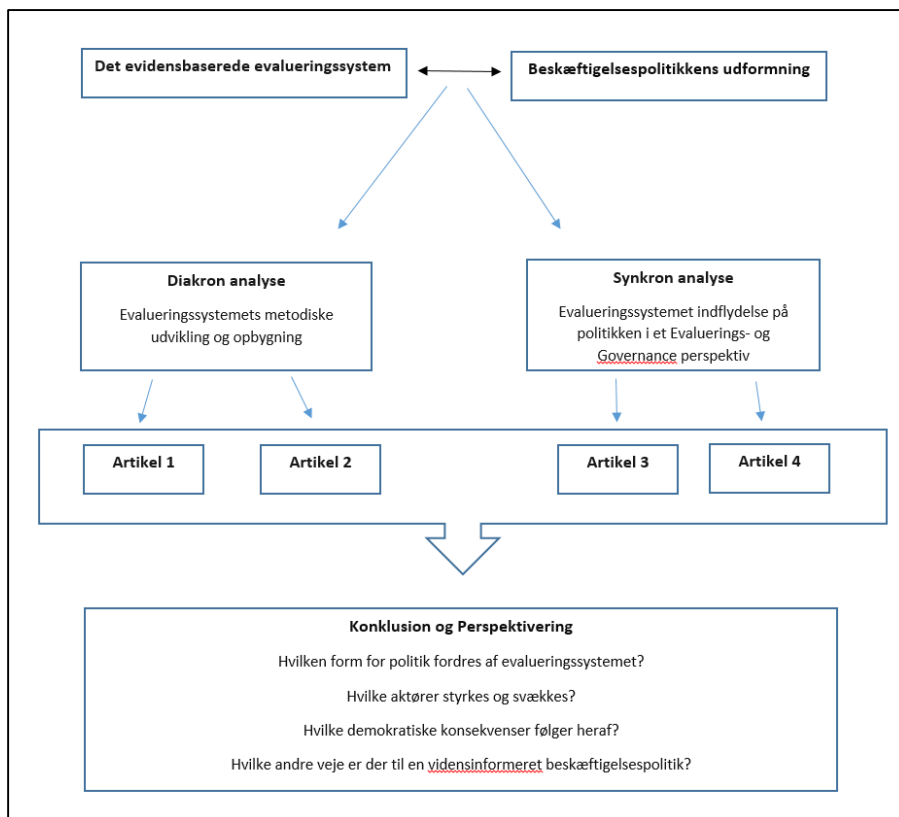 Det evidensbaserede evalueringssystem
Beskæftigelsespolitikkens udformning
Diakron analyse
Evalueringssystemets metodiske
udvikling og opbygning
Synkron analyse
Evalueringssystemet indflydelse på
politikken i et Evaluerings- og
Governance perspektiv
Artikel 1
Artikel 2
Artikel 3
Artikel 4
Konklusion og Perspektivering
Hvilken form for politik fordres af evalueringssystemet?
Hvilke aktører styrkes og svækkes?
Hvilke demokratiske konsekvenser følger heraf?
Hvilke andre veje er der til en vidensinformeret beskæftigelsespolitik?